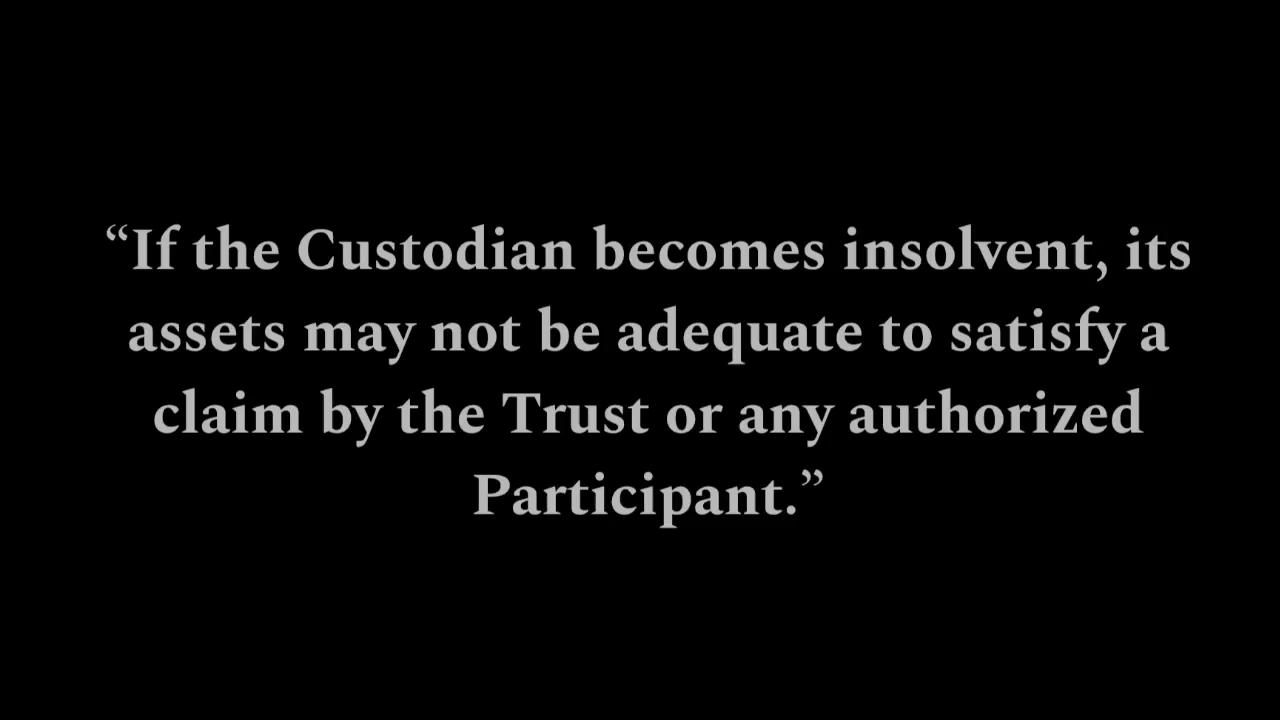 “If the Custodian becomes insolvent, its
assets may not be adequate to satisfy a
claim by the Trust or any authorized
Participant.”